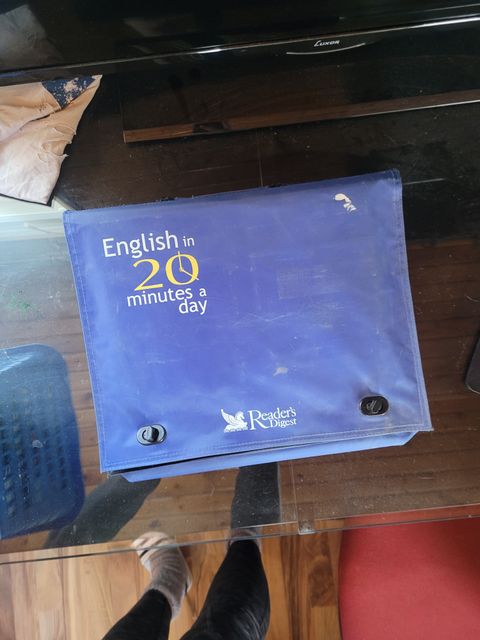 LUXOR
English in
20
minutes a
day
Reader's
Digest